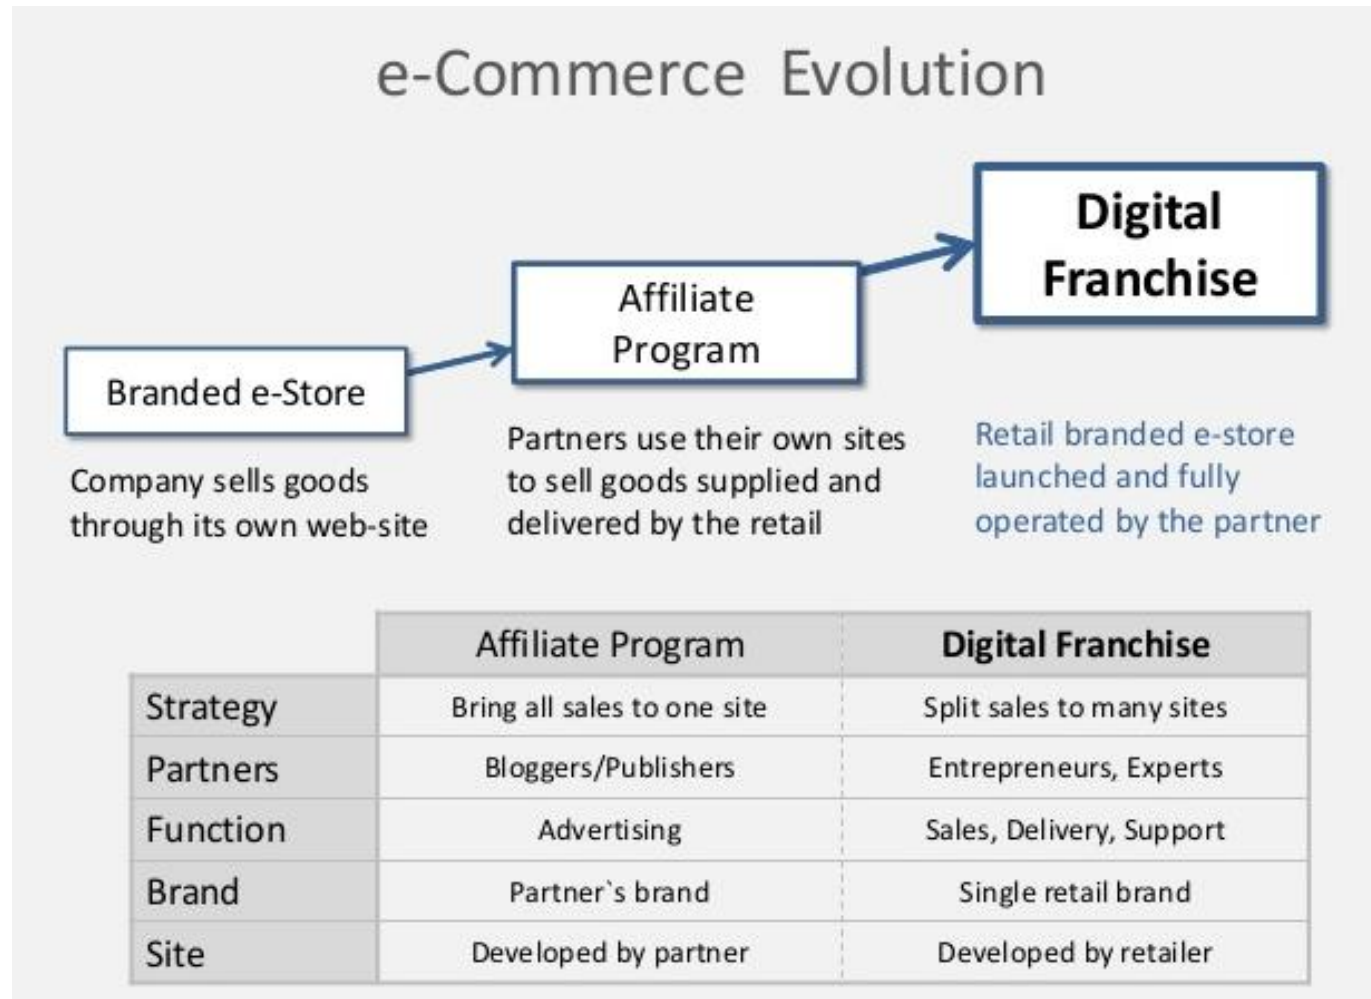 e-Commerce Evolution
Digital
Franchise
Affiliate
Program
Branded e-Store
Company sells goods
through its own web-site
Partners use their own sites
to sell goods supplied and
delivered by the retail
Retail branded e-store
launched and fully
operated by the partner
Affiliate Program Digital Franchise
Strategy Bring all sales to one site Split sales to many sites
Partners Bloggers/Publishers Entrepreneurs, Experts
Function Advertising Sales, Delivery, Support
Brand Partner`s brand Single retail brand
Site Developed by partner Developed by retailer